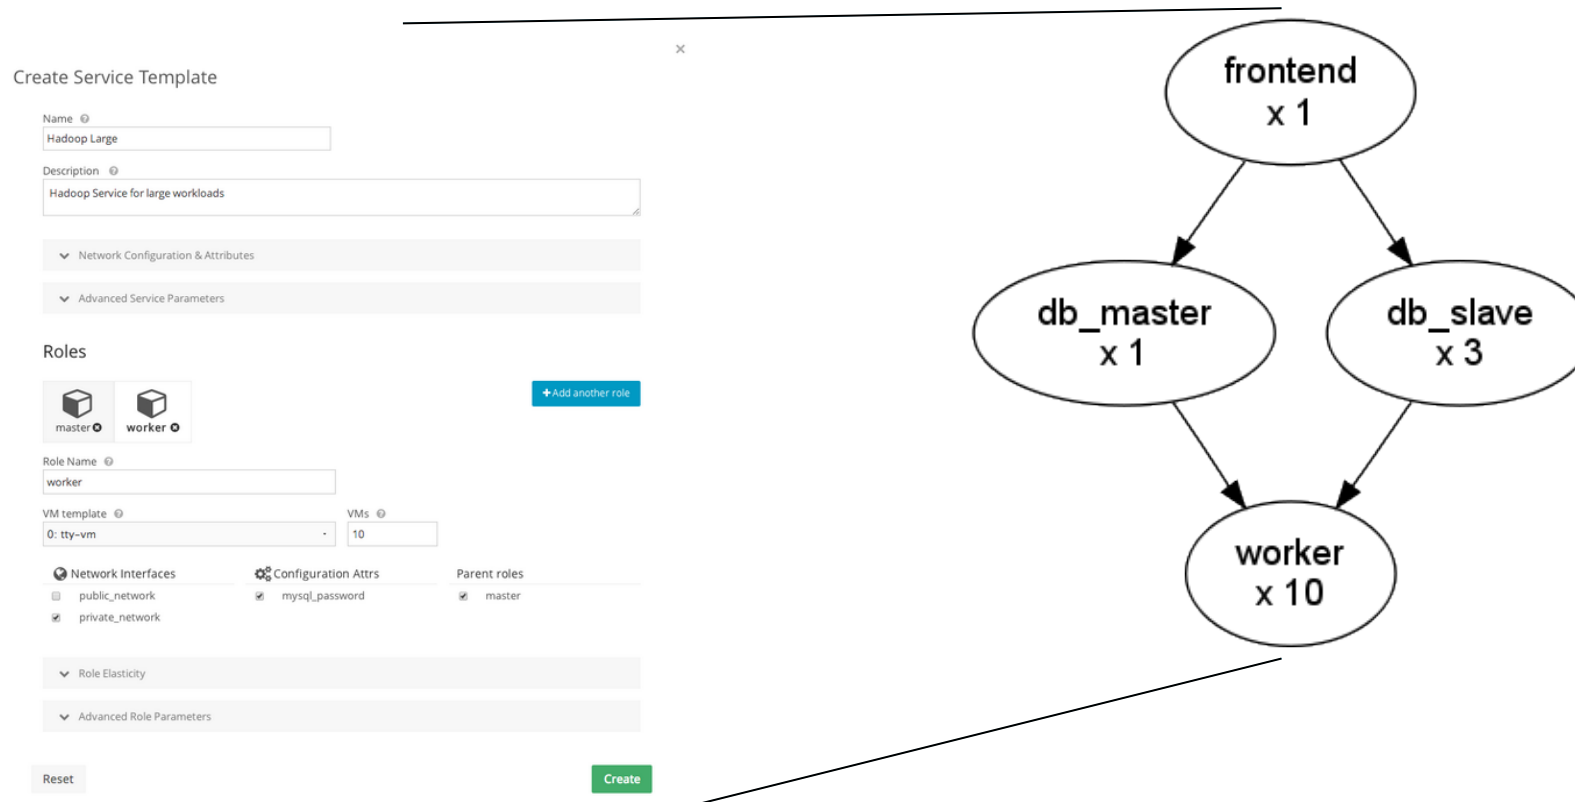 ×
Create Service Template
Name
Hadoop Large
Description
Hadoop Service for large workloads
Network Configuration & Attributes
Advanced Service Parameters
Roles
master
worker
+Add another role
Role Name
worker
VM template
VMs
0: tty-vm
10
Network Interfaces
Configuration Attrs
Parent roles
public_network
mysql_password
master
private_network
Role Elasticity
Advanced Role Parameters
Reset
Create
frontend
x 1
db_master
x 1
db_slave
x 3
worker
x 10